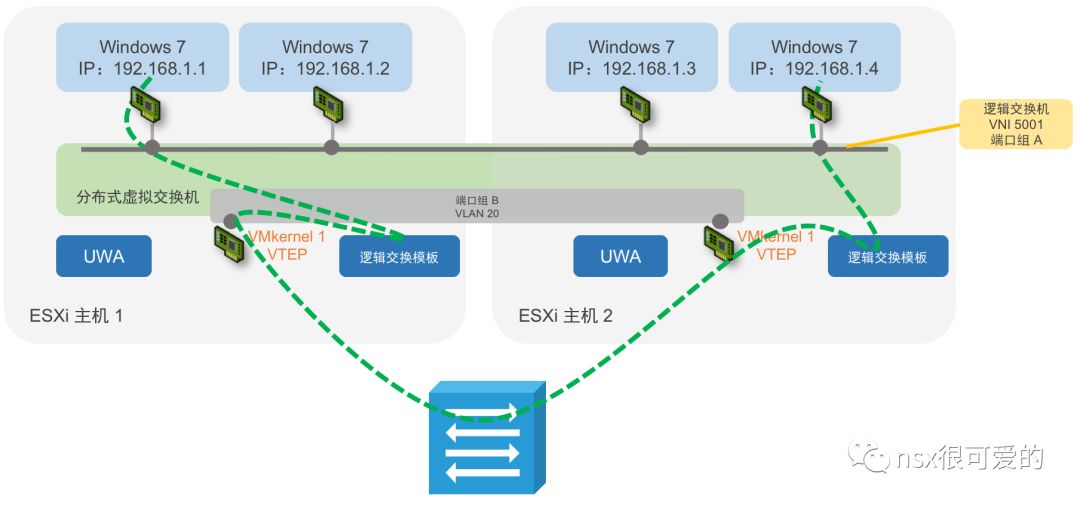 Windows 7
IP：192.168.1.1
Windows 7
IP：192.168.1.2
Windows 7
IP：192.168.1.3
Windows 7
IP：192.168.1.4
逻辑交换机
VNI 5001
端口组 A
分布式虚拟交换机
端口组 B
VLAN 20
UWA
VMkernel 1
VTEP
逻辑交换模板
UWA
VMkernel 1
VTEP
逻辑交换模板
ESXi 主机 1
ESXi 主机 2
nsx很可爱的